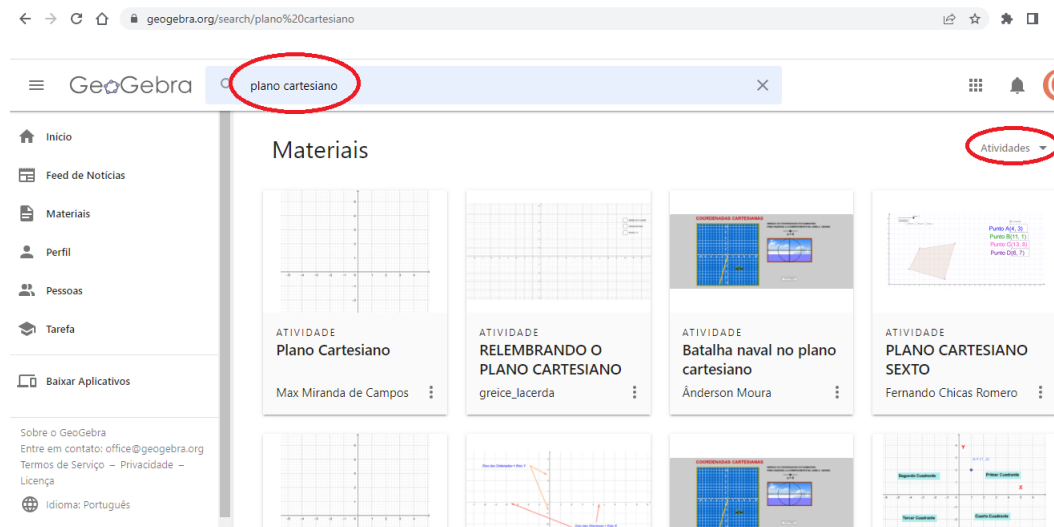 geogebra.org/search/plano%20cartesiano
GeoGebra
plano cartesiano
Início
Feed de Notícias
Materiais
Perfil
Pessoas
Tarefa
Baixar Aplicativos
Sobre o GeoGebra
Entre em contato: office@geogebra.org
Termos de Serviço – Privacidade –
Licença
Idioma: Português
Materiais
Atividades
ATIVIDADE
Plano Cartesiano
Max Miranda de Campos
ATIVIDADE
RELEMBRANDO O
PLANO CARTESIANO
greice_lacerda
COORDENADAS CARTESIANAS
ATIVIDADE
Batalha naval no plano
cartesiano
Ânderson Moura
Punto A(4, 3)
Punto B(11, 1)
Punto D(6, 7)
ATIVIDADE
PLANO CARTESIANO
SEXTO
Fernando Chicas Romero
COORDENADAS CARTESIANAS
Segundo Cuadrante
Primer Cuadrante
Tercer Cuadrante
Cuarto Cuadrante
Y
X